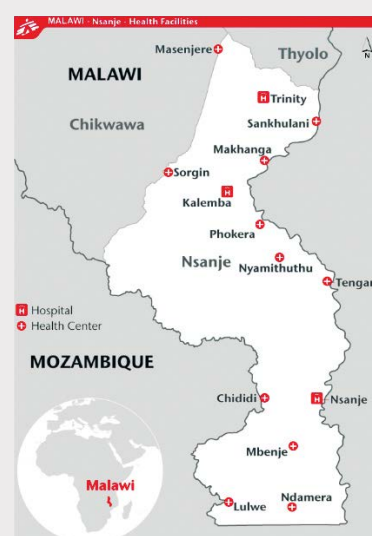 MALAWI - Nsanje - Health Facilities
Masenjere
Thyolo
N
MALAWI
H Trinity
Chikwawa
Sankhulani
Makhanga
Sorgin
H
Kalemba
Phokera
Nsanje
Nyamithuthu
Tengan
H Hospital
Health Center
MOZAMBIQUE
Chididi
H Nsanje
Mbenje
Malawi
Ndamera
Lulwe